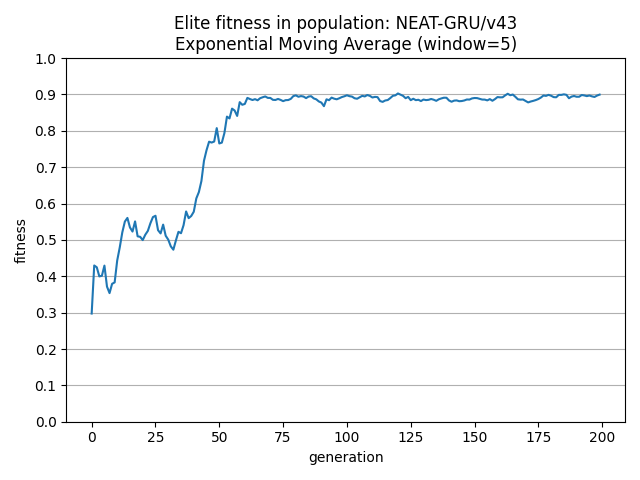 Elite fitness in population: NEAT-GRU/v43
Exponential Moving Average (window=5)
1.0
0.9
0.8
0.7
0.6
0.5
0.4
0.3
0.2
0.1
0.0
fitness
0 25 50 75 100 125 150 175 200
generation